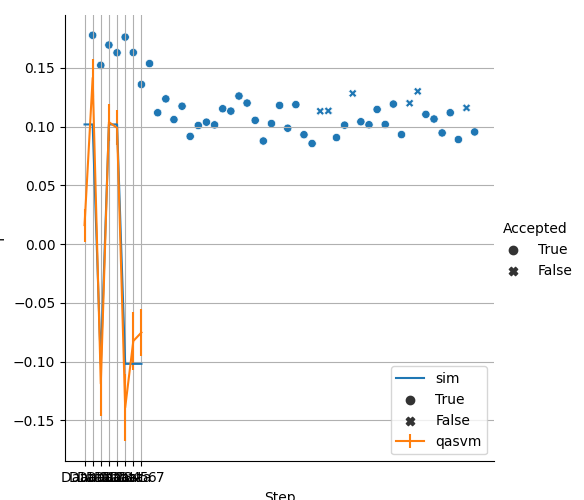 0.15
0.10
0.05
0.00
−0.05
−0.10
−0.15
Accepted
True
False
sim
True
False
qasvm
Step